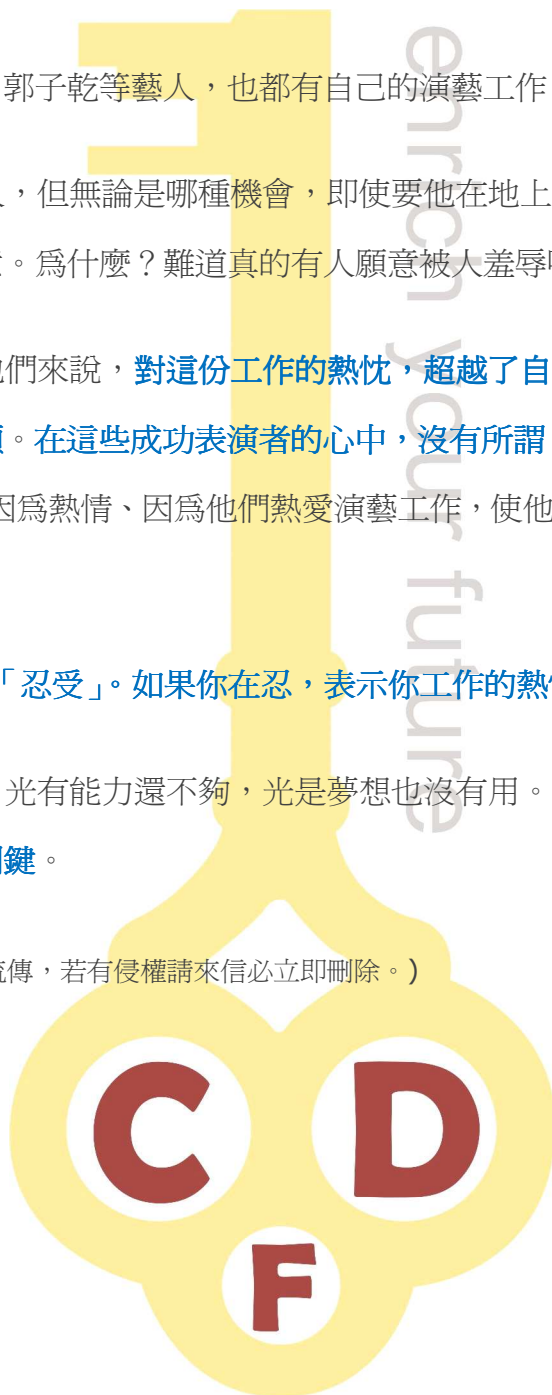 郭子乾等藝人，也都有自己的演藝工作
，但無論是哪種機會，即使要他在地上
。爲什麼？難道真的有人願意被人羞辱
們來說，對這份工作的熱忱，超越了自
。在這些成功表演者的心中，沒有所謂
因爲熱情、因爲他們熱愛演藝工作，使他
「忍受」。如果你在忍，表示你工作的熱
光有能力還不夠，光是夢想也沒有用。
鍵。
流傳，若有侵權請來信必立即刪除。)
enrich your future
C D
F